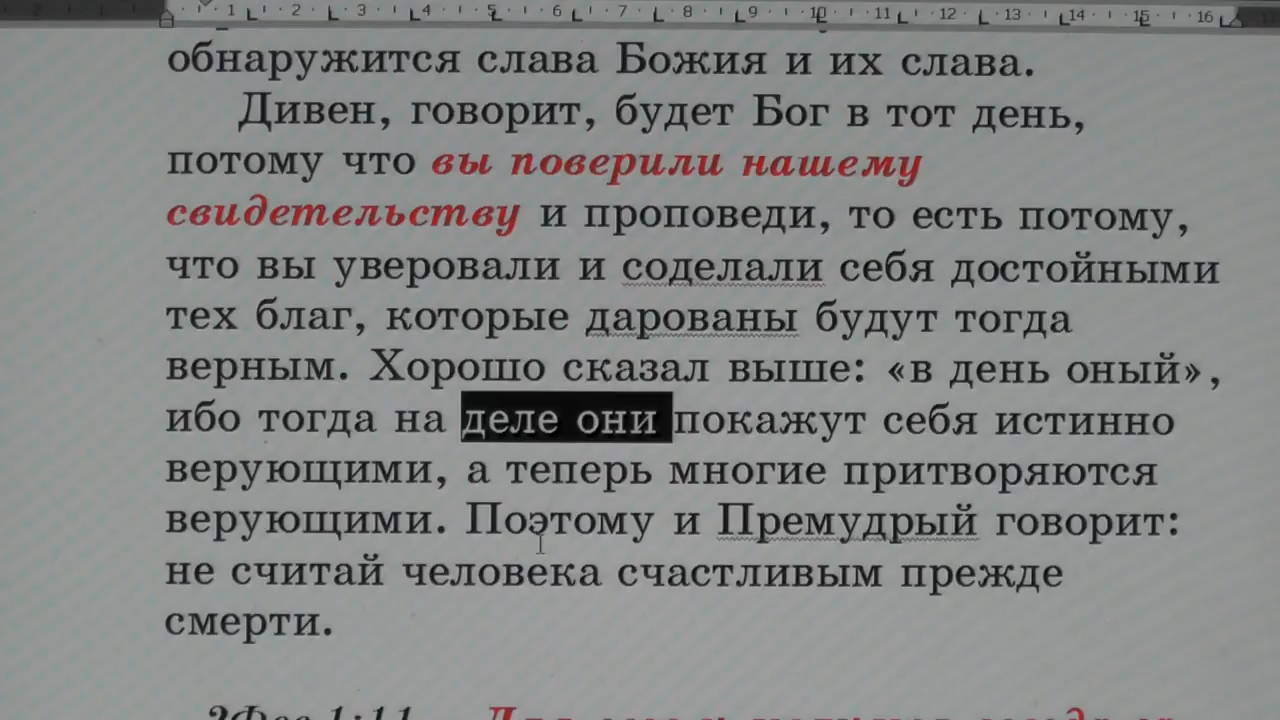 обнаружится слава Божия и их слава.
Дивен, говорит, будет Бог в тот день,
потому что вы поверили нашему
свидетельству и проповеди, то есть потому,
что вы уверовали и соделали себя достойными
тех благ, которые дарованы будут тогда
верным. Хорошо сказал выше: «в день оный»,
ибо тогда на деле они покажут себя истинно
верующими, а теперь многие притворяются
верующими. Поэтому и Премудрый говорит:
не считай человека счастливым прежде
смерти.
2Фес.1:11